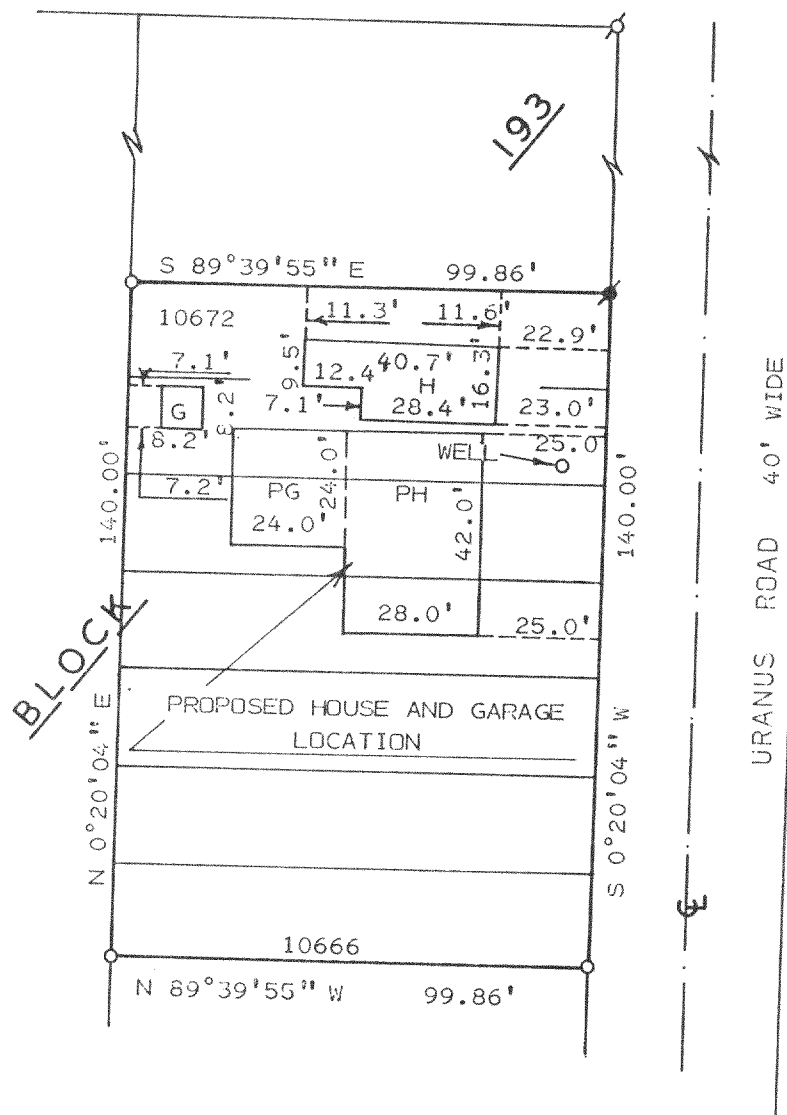 193
S 89°39'55" E 99.86'
10672
11.3' 11.6'
22.9'
7.1'
9.5'
12.4'
40.7'
H
16.3'
G
8.2'
7.1'
28.4'
23.0'
8.2'
24.0'
WELL
25.0'
140.00'
7.2'
PG
24.0'
PH
42.0'
140.00'
28.0'
25.0'
BLOCK
PROPOSED HOUSE AND GARAGE
LOCATION
N 0°20'04" E
S 0°20'04" W
URANUS ROAD 40' WIDE
℄
10666
N 89°39'55" W 99.86'